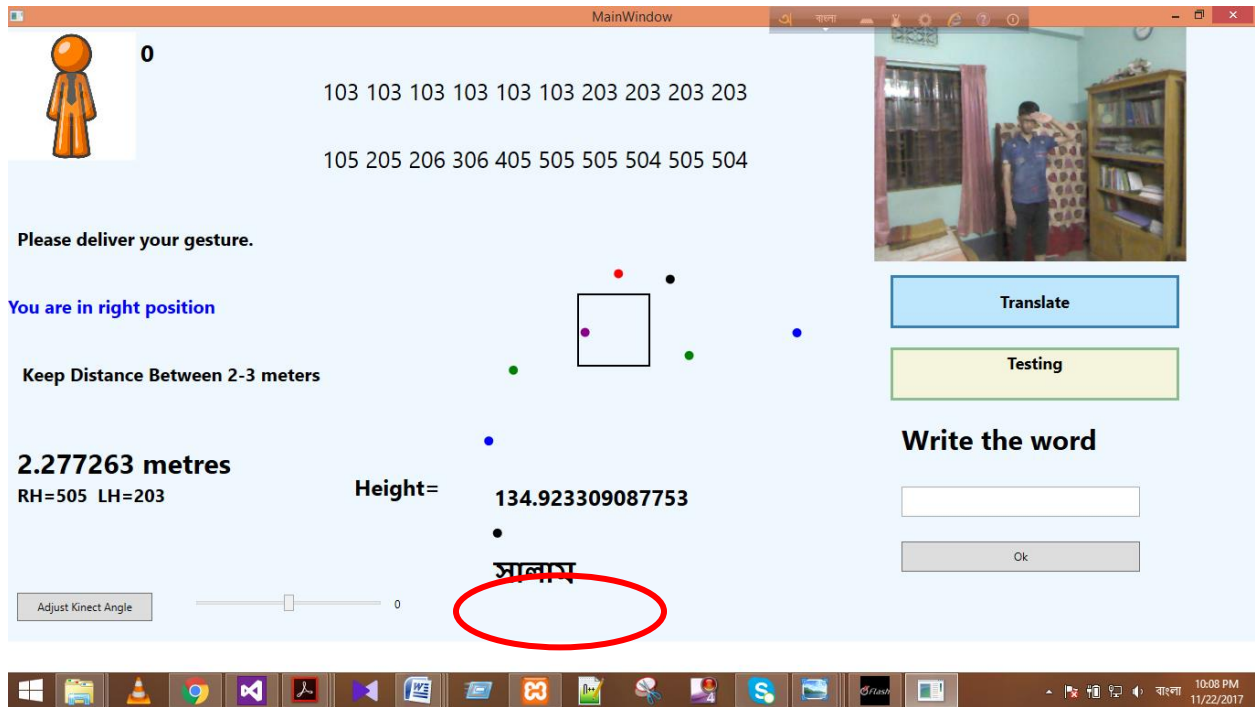 MainWindow
বাংলা
0
103 103 103 103 103 103 203 203 203 203
105 205 206 306 405 505 505 504 505 504
Please deliver your gesture.
You are in right position
Translate
Testing
Keep Distance Between 2-3 meters
Write the word
2.277263 metres
RH=505 LH=203
Height=
134.923309087753
Ok
সালাম
Adjust Kinect Angle
0
Flash
বাংলা
10:08 PM
11/22/2017